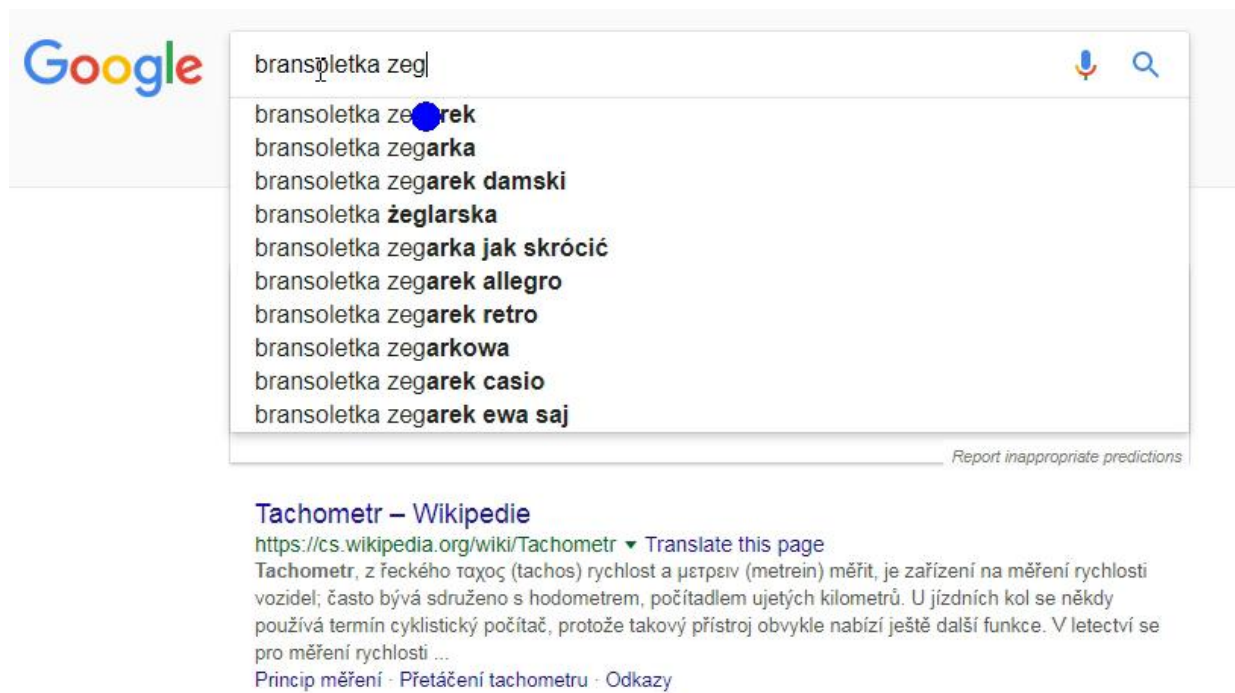 Google
bransoletka zeg
bransoletka
bransoletka zegarka
bransoletka zegarek damski
bransoletka żeglarska
bransoletka zegarka jak skrócić
bransoletka zegarek allegro
bransoletka zegarek retro
bransoletka zegarkowa
bransoletka zegarek casio
bransoletka zegarek ewa saj
Report inappropriate predictions
Tachometr – Wikipedie
https://cs.wikipedia.org/wiki/Tachometr ▾ Translate this page
Tachometr, z řeckého ταχος (tachos) rychlost a μετρειν (metrein) měřit, je zařízení na měření rychlosti
vozidel; často bývá sdruženo s hodometrem, počítadlem ujetých kilometrů. U jízdních kol se někdy
používá termín cyklistický počítač, protože takový přístroj obvykle nabízí ještě další funkce. V letectví se
pro měření rychlosti ...
Princip měření · Přetáčení tachometru · Odkazy